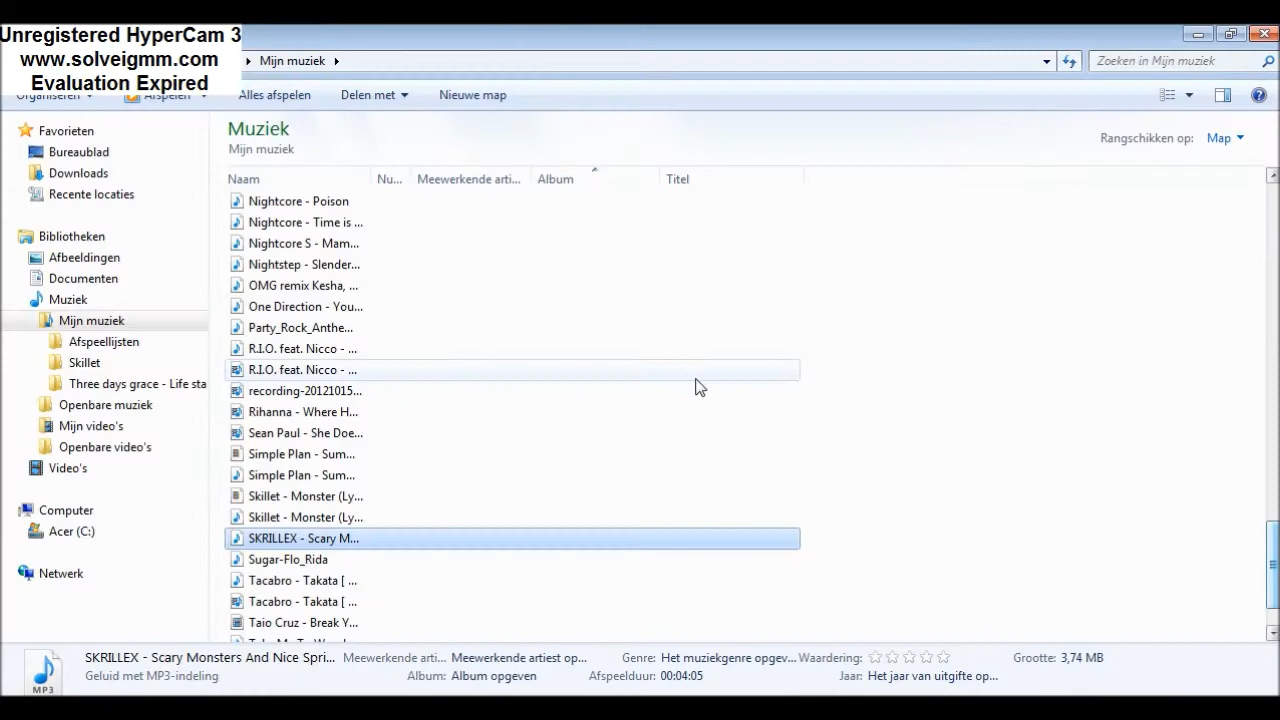 Unregistered HyperCam 3
www.solveigmm.com
Evaluation Expired
Mijn muziek
Zoeken in Mijn muziek
Organiseren
Afspelen
Alles afspelen
Delen met
Nieuwe map
Favorieten
Bureaublad
Downloads
Recente locaties
Bibliotheken
Afbeeldingen
Documenten
Muziek
Mijn muziek
Afspeellijsten
Skillet
Three days grace - Life sta
Openbare muziek
Mijn video's
Openbare video's
Video's
Computer
Acer (C:)
Netwerk
Muziek
Mijn muziek
Rangschikken op: Map
Naam Nu... Meewerkende arti... Album Titel
Nightcore - Poison
Nightcore - Time is ...
Nightcore S - Mam...
Nightstep - Slender...
OMG remix Kesha, ...
One Direction - You...
Party_Rock_Anthe...
R.I.O. feat. Nicco - ...
R.I.O. feat. Nicco - ...
recording-20121015...
Rihanna - Where H...
Sean Paul - She Doe...
Simple Plan - Sum...
Simple Plan - Sum...
Skillet - Monster (Ly...
Skillet - Monster (Ly...
SKRILLEX - Scary M...
Sugar-Flo_Rida
Tacabro - Takata [ ...
Tacabro - Takata [ ...
Taio Cruz - Break Y...
SKRILLEX - Scary Monsters And Nice Spri... Meewerkende arti... Meewerkende artiest op... Genre: Het muziekgenre opgev... Waardering: Grootte: 3,74 MB
Geluid met MP3-indeling Album: Album opgeven Afspeelduur: 00:04:05 Jaar: Het jaar van uitgifte op...
MP3